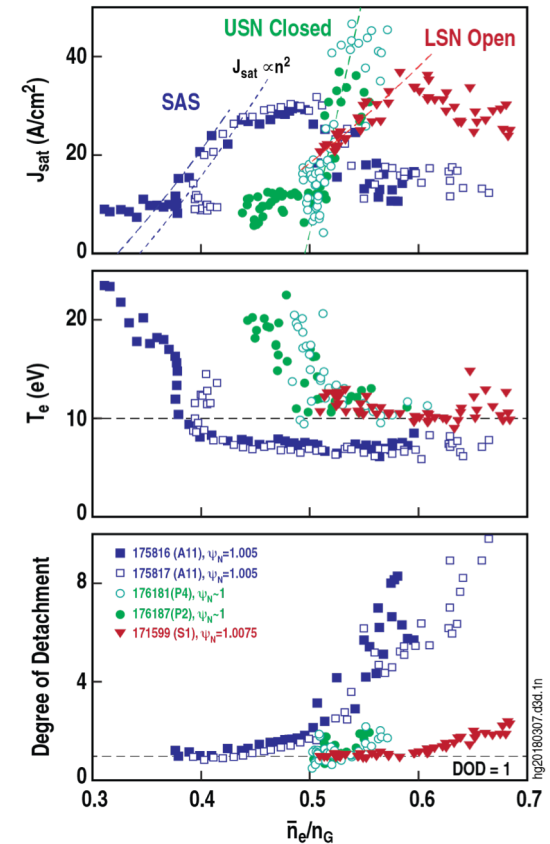 USN Closed
LSN Open
J_sat ∝n²
SAS
J_sat (A/cm²)
40
20
0
T_e (eV)
20
10
0
175816 (A11), ψ_N=1.005
175817 (A11), ψ_N=1.005
176181(P4), ψ_N~1
176187(P2), ψ_N~1
171599 (S1), ψ_N=1.0075
Degree of Detachment
8
4
0
DOD = 1
0.3 0.4 0.5 0.6 0.7
n̅_e/n_G
hg20180307.d3d.1n